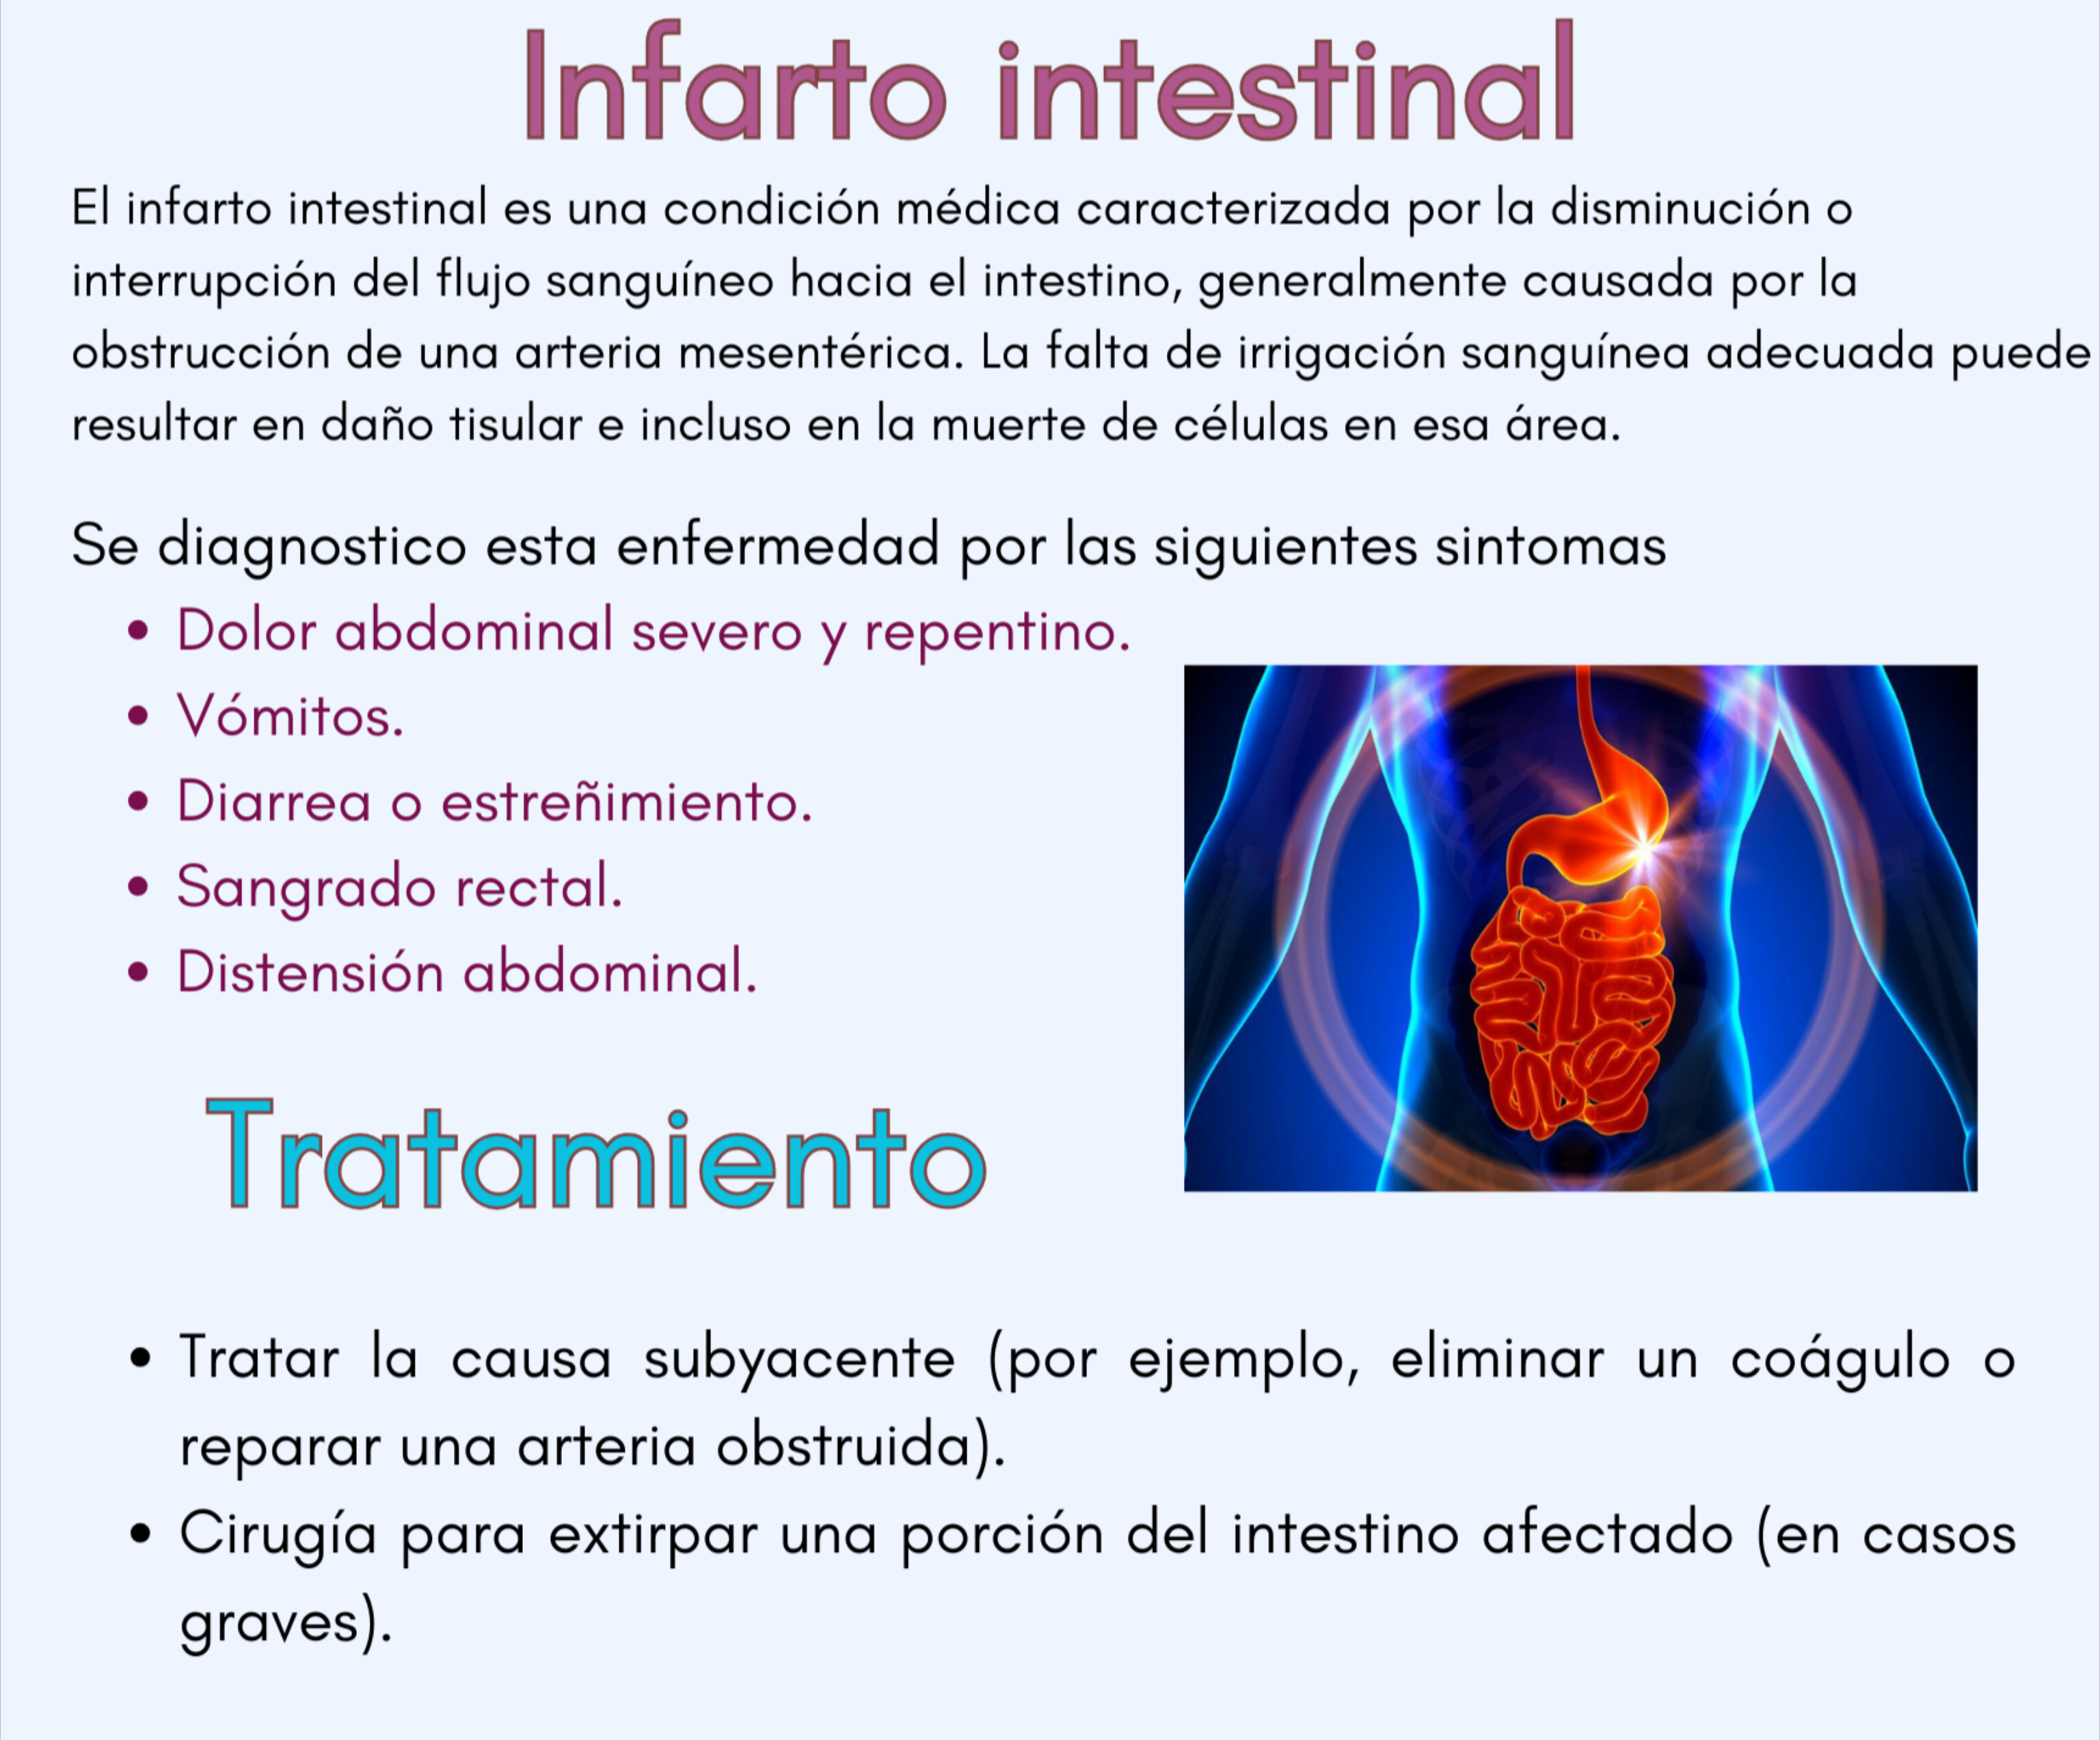 Infarto intestinal
El infarto intestinal es una condición médica caracterizada por la disminución o
interrupción del flujo sanguíneo hacia el intestino, generalmente causada por la
obstrucción de una arteria mesentérica. La falta de irrigación sanguínea adecuada puede
resultar en daño tisular e incluso en la muerte de células en esa área.
Se diagnostico esta enfermedad por las siguientes sintomas
• Dolor abdominal severo y repentino.
• Vómitos.
• Diarrea o estreñimiento.
• Sangrado rectal.
• Distensión abdominal.
Tratamiento
• Tratar la causa subyacente (por ejemplo, eliminar un coágulo o
reparar una arteria obstruida).
• Cirugía para extirpar una porción del intestino afectado (en casos
graves).